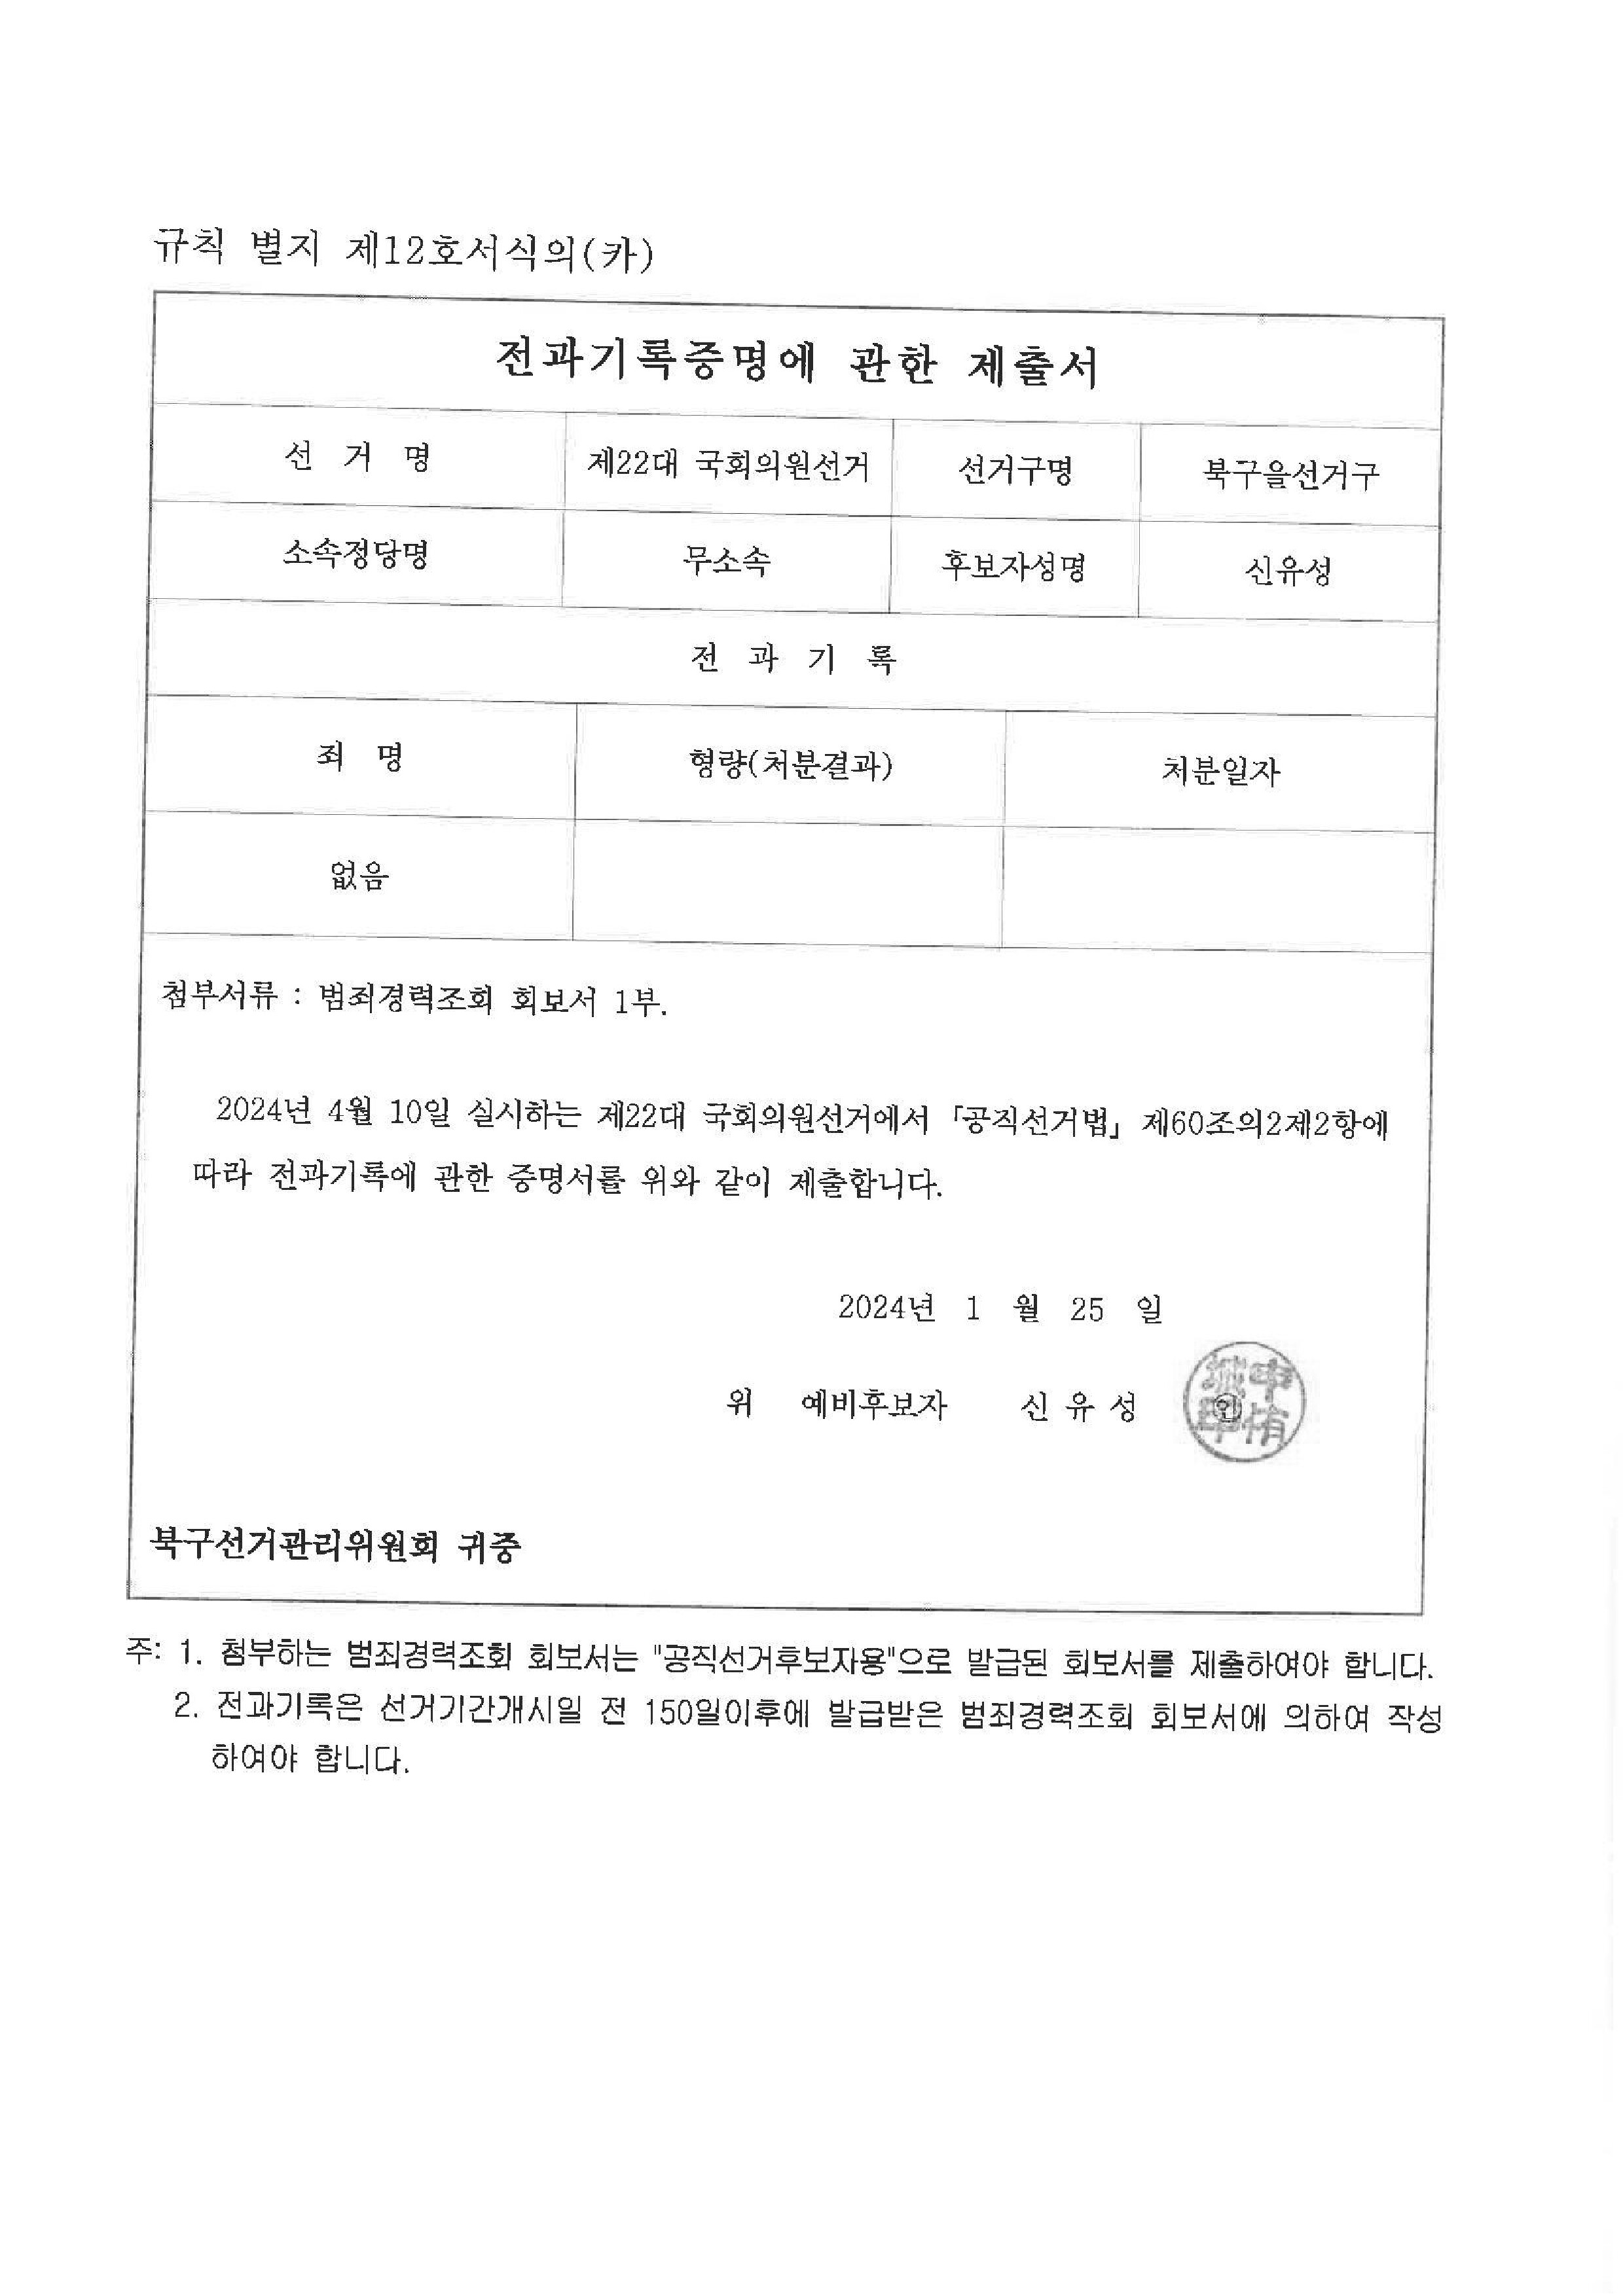 규칙 별지 제12호서식의(카)
전과기록증명에 관한 제출서
선 거 명 제22대 국회의원선거 선거구명 북구을선거구
소속정당명 무소속 후보자성명 신유성
전 과 기 록
죄 명 형량(처분결과) 처분일자
없음
첨부서류 : 범죄경력조회 회보서 1부.
2024년 4월 10일 실시하는 제22대 국회의원선거에서 「공직선거법」 제60조의2제2항에
따라 전과기록에 관한 증명서를 위와 같이 제출합니다.
2024년 1 월 25 일
위 예비후보자 신 유 성 ㊞
북구선거관리위원회 귀중
주: 1. 첨부하는 범죄경력조회 회보서는 "공직선거후보자용"으로 발급된 회보서를 제출하여야 합니다.
2. 전과기록은 선거기간개시일 전 150일이후에 발급받은 범죄경력조회 회보서에 의하여 작성
하여야 합니다.